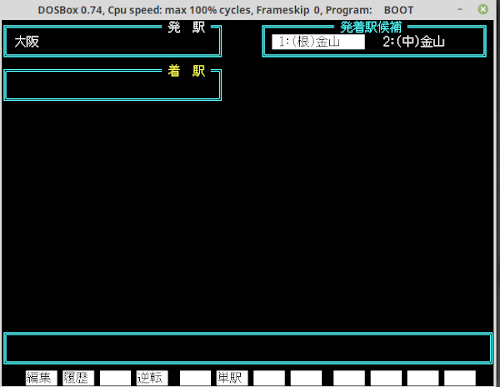 DOSBox 0.74, Cpu speed: max 100% cycles, Frameskip 0, Program: BOOT
発 駅
大阪
発着駅候補
1:(根)金山 2:(中)金山
着 駅
編集 履歴 逆転 単駅